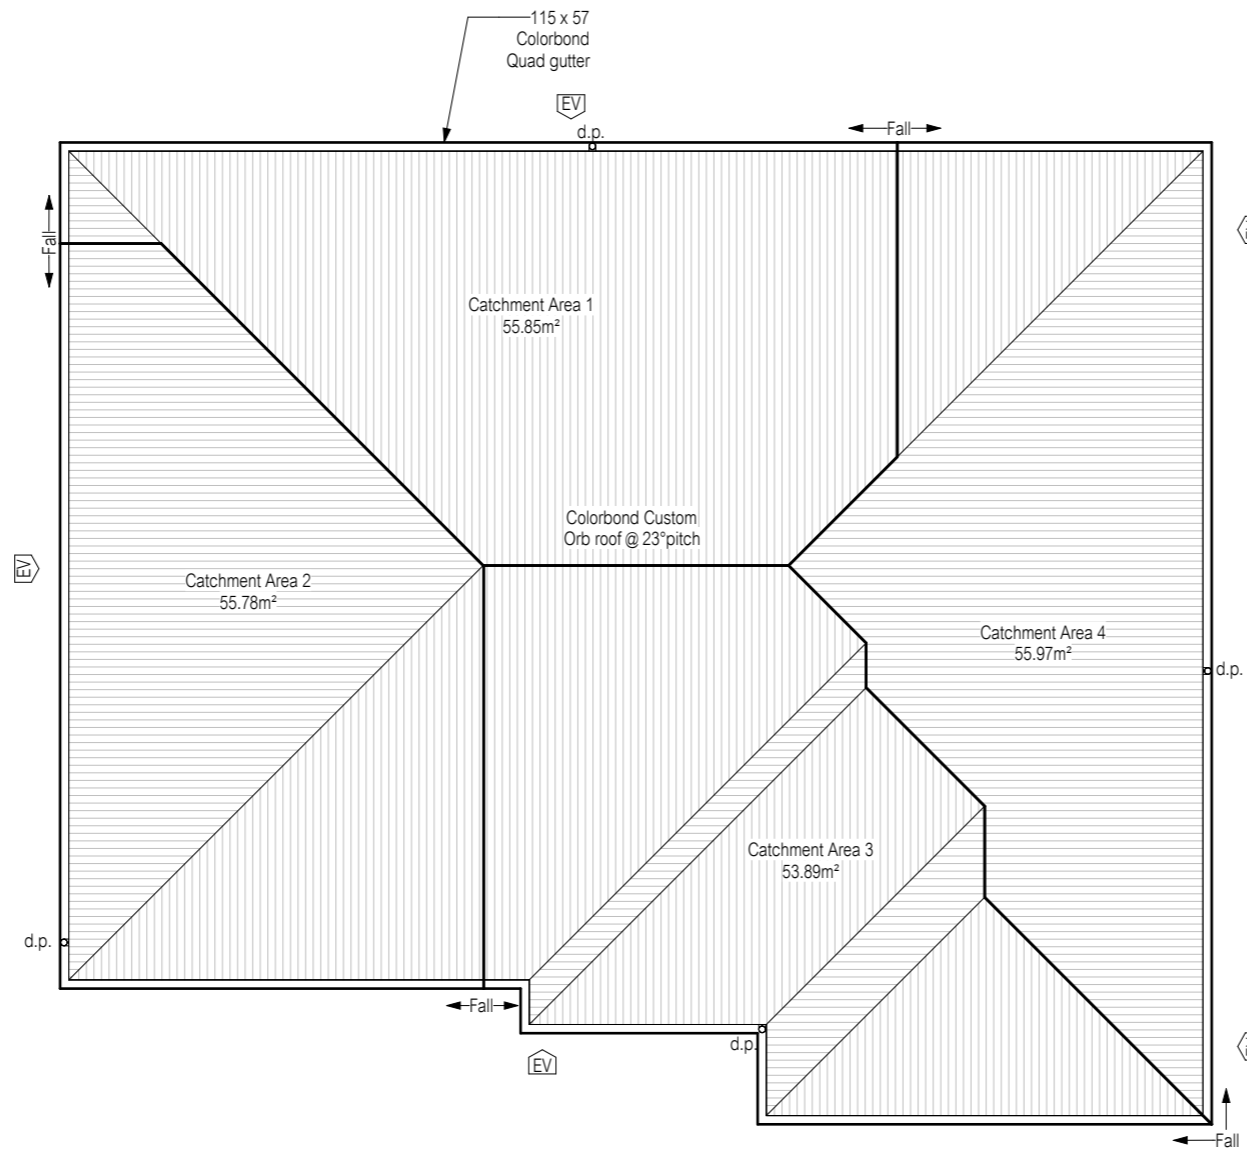 115 x 57
Colorbond
Quad gutter
EV
d.p.
Fall
Fall
Catchment Area 1
55.85m²
Colorbond Custom
Orb roof @ 23°pitch
EV
Catchment Area 2
55.78m²
Catchment Area 4
55.97m²
d.p.
Catchment Area 3
53.89m²
d.p.
Fall
d.p.
EV
Fall